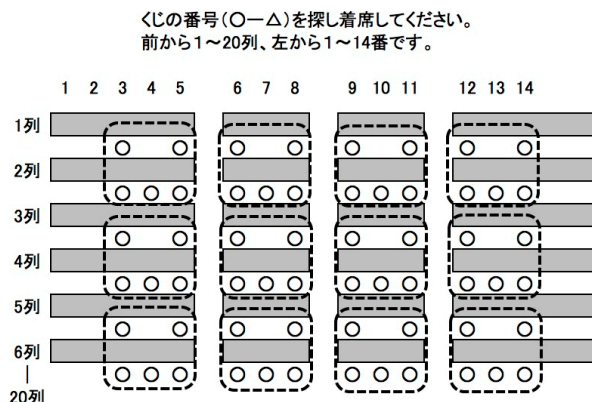 くじの番号(○ー△)を探し着席してください。
前から1～20列、左から1～14番です。
1 2 3 4 5 6 7 8 9 10 11 12 13 14
1列
2列
3列
4列
5列
6列
|
20列